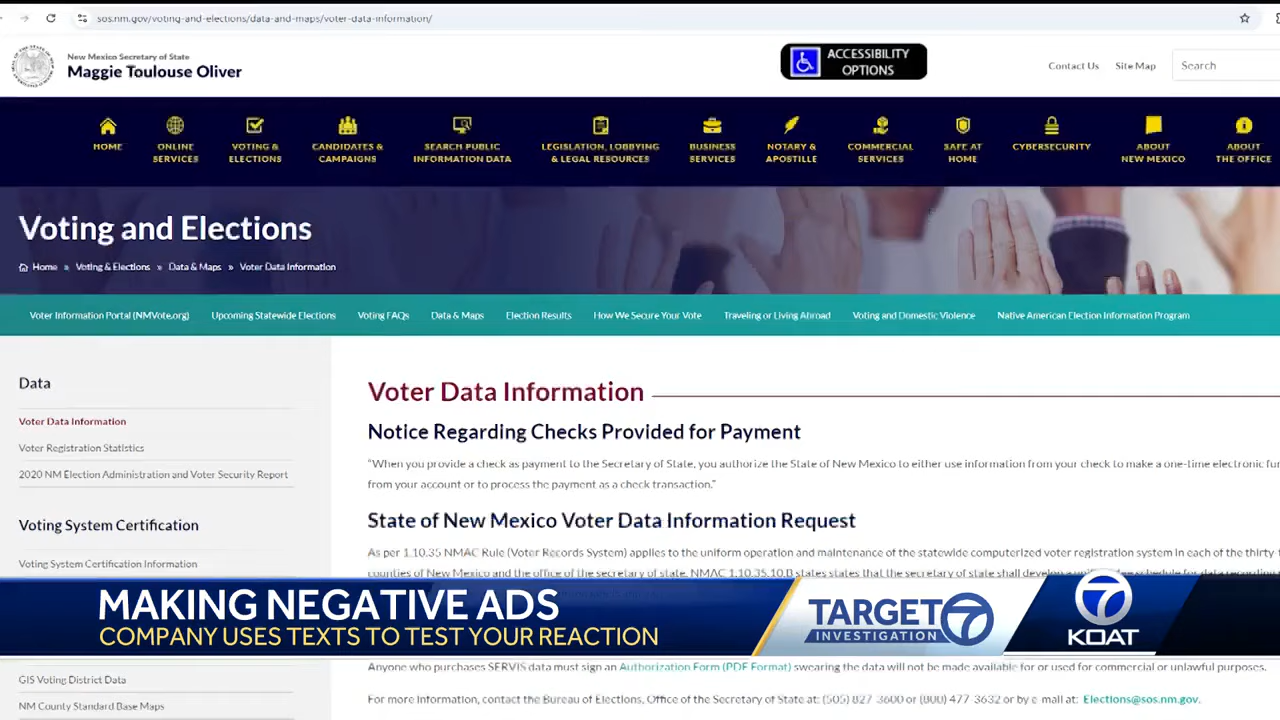 sos.nm.gov/voting-and-elections/data-and-maps/voter-data-information/
New Mexico Secretary of State
Maggie Toulouse Oliver
ACCESSIBILITY
OPTIONS
Contact Us
Site Map
Search
HOME
ONLINE
SERVICES
VOTING &
ELECTIONS
CANDIDATES &
CAMPAIGNS
SEARCH PUBLIC
INFORMATION DATA
LEGISLATION, LOBBYING
& LEGAL RESOURCES
BUSINESS
SERVICES
NOTARY &
APOSTILLE
COMMERCIAL
SERVICES
SAFE AT
HOME
CYBERSECURITY
ABOUT
NEW MEXICO
ABOUT
THE OFFICE
Voting and Elections
Home » Voting & Elections » Data & Maps » Voter Data Information
Voter Information Portal (NMVote.org)
Upcoming Statewide Elections
Voting FAQs
Data & Maps
Election Results
How We Secure Your Vote
Traveling or Living Abroad
Voting and Domestic Violence
Native American Election Information Program
Data
Voter Data Information
Voter Registration Statistics
2020 NM Election Administration and Voter Security Report
Voting System Certification
Voting System Certification Information
GIS Voting District Data
NM County Standard Base Maps
Voter Data Information
Notice Regarding Checks Provided for Payment
“When you provide a check as payment to the Secretary of State, you authorize the State of New Mexico to either use information from your check to make a one-time electronic
from your account or to process the payment as a check transaction.”
State of New Mexico Voter Data Information Request
As per 1.10.35 NMAC Rule (Voter Records System) applies to the uniform operation and maintenance of the statewide computerized voter registration system in each of the
counties of New Mexico and the office of the secretary of state. NMAC 1.10.35.10.B states states that the secretary of state shall develop a
MAKING NEGATIVE ADS
COMPANY USES TEXTS TO TEST YOUR REACTION
TARGET 7
INVESTIGATION
7
KOAT
Anyone who purchases SERVIS data must sign an Authorization Form (PDF Format) swearing the data will not be made available for or used for commercial or unlawful purposes.
For more information, contact the Bureau of Elections, Office of the Secretary of State at: (505) 827-3600 or (800) 477-3632 or by e-mail at: Elections@sos.nm.gov.